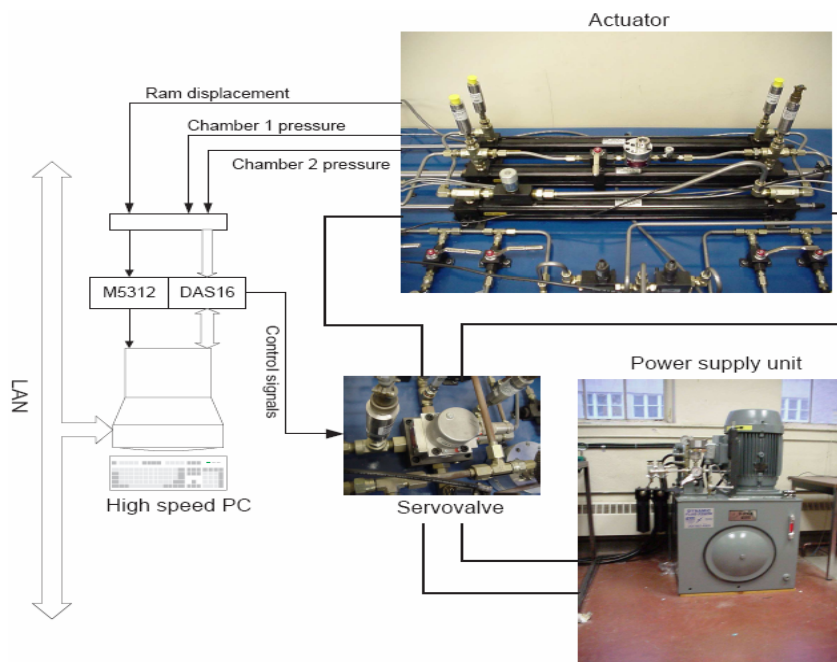 Actuator
Ram displacement
Chamber 1 pressure
Chamber 2 pressure
M5312
DAS16
Control signals
LAN
Power supply unit
High speed PC
Servovalve